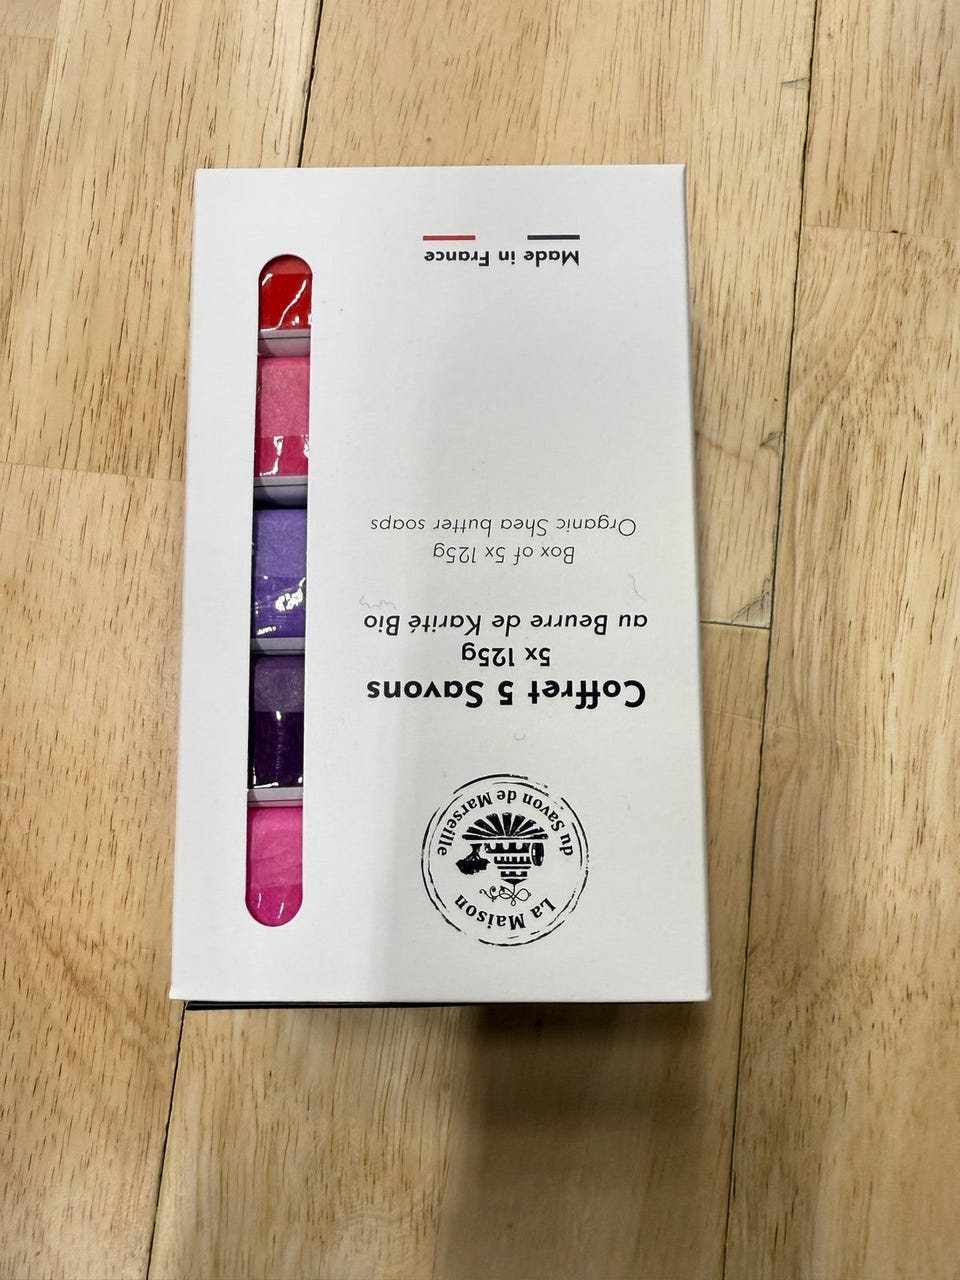 La Maison
du Savon de Marseille
Coffret 5 Savons
5x 125g
au Beurre de Karité Bio
Box of 5x 125g
Organic Shea butter soaps
Made in France